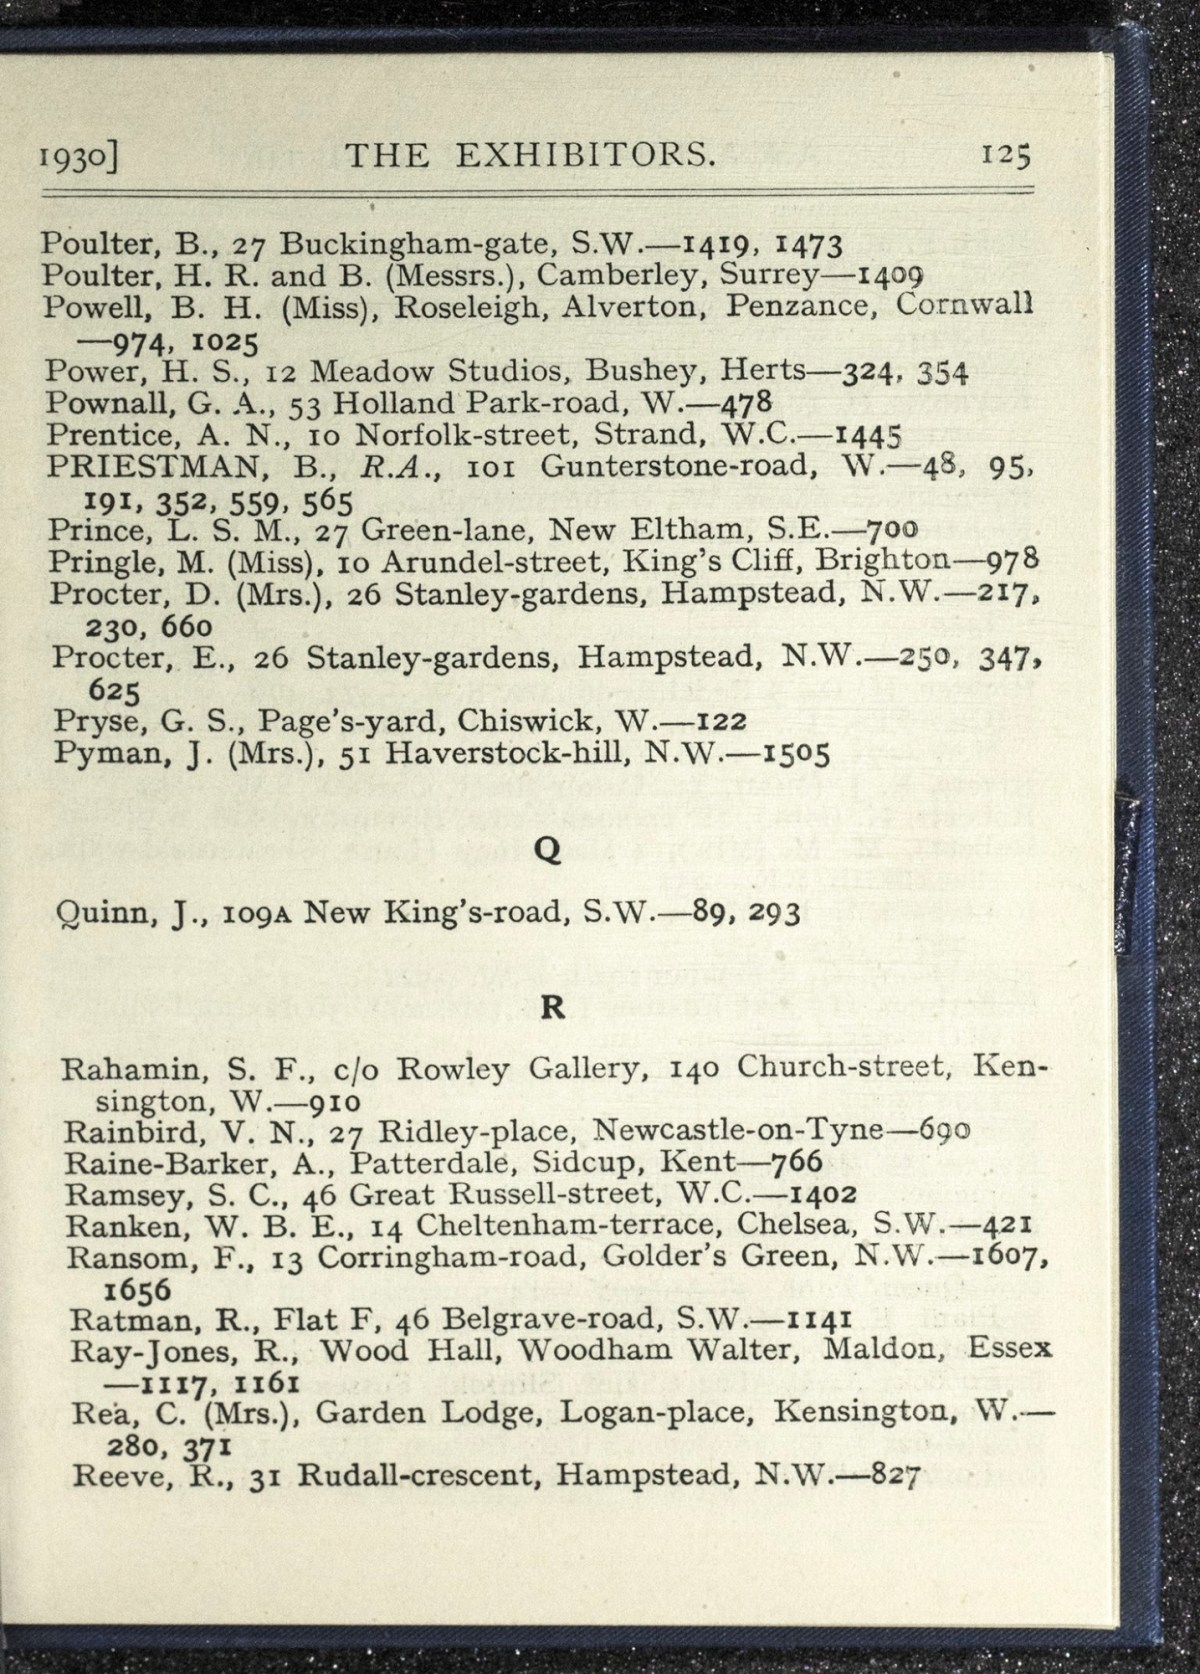 1930] THE EXHIBITORS. 125
Poulter, B., 27 Buckingham-gate, S.W.—1419, 1473
Poulter, H. R. and B. (Messrs.), Camberley, Surrey—1409
Powell, B. H. (Miss), Roseleigh, Alverton, Penzance, Cornwall
—974, 1025
Power, H. S., 12 Meadow Studios, Bushey, Herts—324, 354
Pownall, G. A., 53 Holland Park-road, W.—478
Prentice, A. N., 10 Norfolk-street, Strand, W.C.—1445
PRIESTMAN, B., R.A., 101 Gunterstone-road, W.—48, 95,
191, 352, 559, 565
Prince, L. S. M., 27 Green-lane, New Eltham, S.E.—700
Pringle, M. (Miss), 10 Arundel-street, King's Cliff, Brighton—978
Procter, D. (Mrs.), 26 Stanley-gardens, Hampstead, N.W.—217,
230, 660
Procter, E., 26 Stanley-gardens, Hampstead, N.W.—250, 347,
625
Pryse, G. S., Page's-yard, Chiswick, W.—122
Pyman, J. (Mrs.), 51 Haverstock-hill, N.W.—1505
Q
Quinn, J., 109A New King's-road, S.W.—89, 293
R
Rahamin, S. F., c/o Rowley Gallery, 140 Church-street, Ken-
sington, W.—910
Rainbird, V. N., 27 Ridley-place, Newcastle-on-Tyne—690
Raine-Barker, A., Patterdale, Sidcup, Kent—766
Ramsey, S. C., 46 Great Russell-street, W.C.—1402
Ranken, W. B. E., 14 Cheltenham-terrace, Chelsea, S.W.—421
Ransom, F., 13 Corringham-road, Golder's Green, N.W.—1607,
1656
Ratman, R., Flat F, 46 Belgrave-road, S.W.—1141
Ray-Jones, R., Wood Hall, Woodham Walter, Maldon, Essex
—1117, 1161
Rea, C. (Mrs.), Garden Lodge, Logan-place, Kensington, W.—
280, 371
Reeve, R., 31 Rudall-crescent, Hampstead, N.W.—827